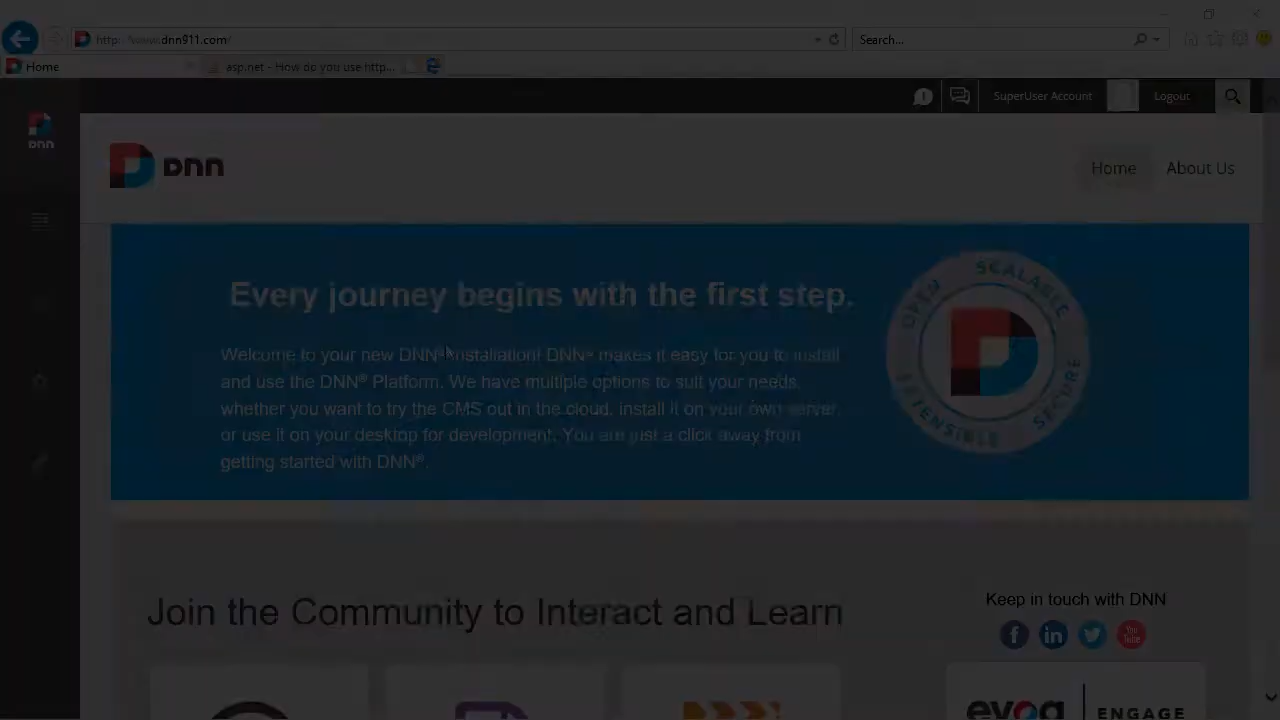 http://www.dnn911.com/
Search...
Home
asp.net - How do you use http...
DNN
SuperUser Account
Logout
DNN
Home
About Us
Every journey begins with the first step.
Welcome to your new DNN® Installation! DNN® makes it easy for you to install
and use the DNN® Platform. We have multiple options to suit your needs,
whether you want to try the CMS out in the cloud, install it on your own server,
or use it on your desktop for development. You are just a click away from
getting started with DNN®.
OPEN SCALABLE SECURE EXTENSIBLE
Join the Community to Interact and Learn
Keep in touch with DNN
You Tube
evoq ENGAGE